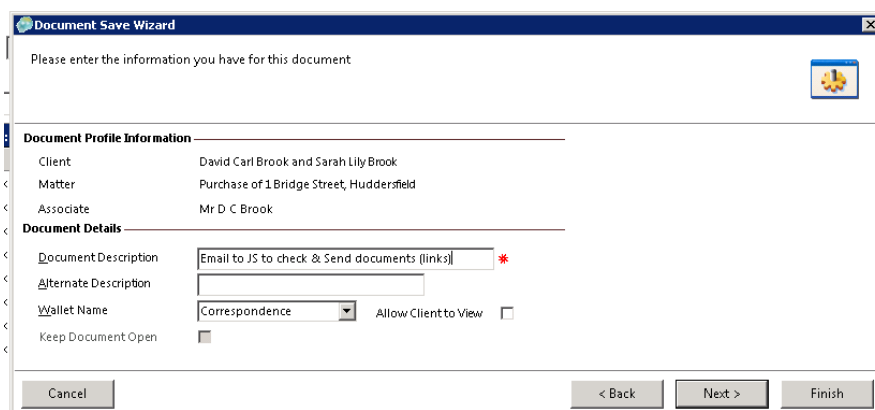 Document Save Wizard
Please enter the information you have for this document
Document Profile Information
Client David Carl Brook and Sarah Lily Brook
Matter Purchase of 1 Bridge Street, Huddersfield
Associate Mr D C Brook
Document Details
Document Description Email to JS to check & Send documents (links) *
Alternate Description
Wallet Name Correspondence Allow Client to View
Keep Document Open
Cancel < Back Next > Finish